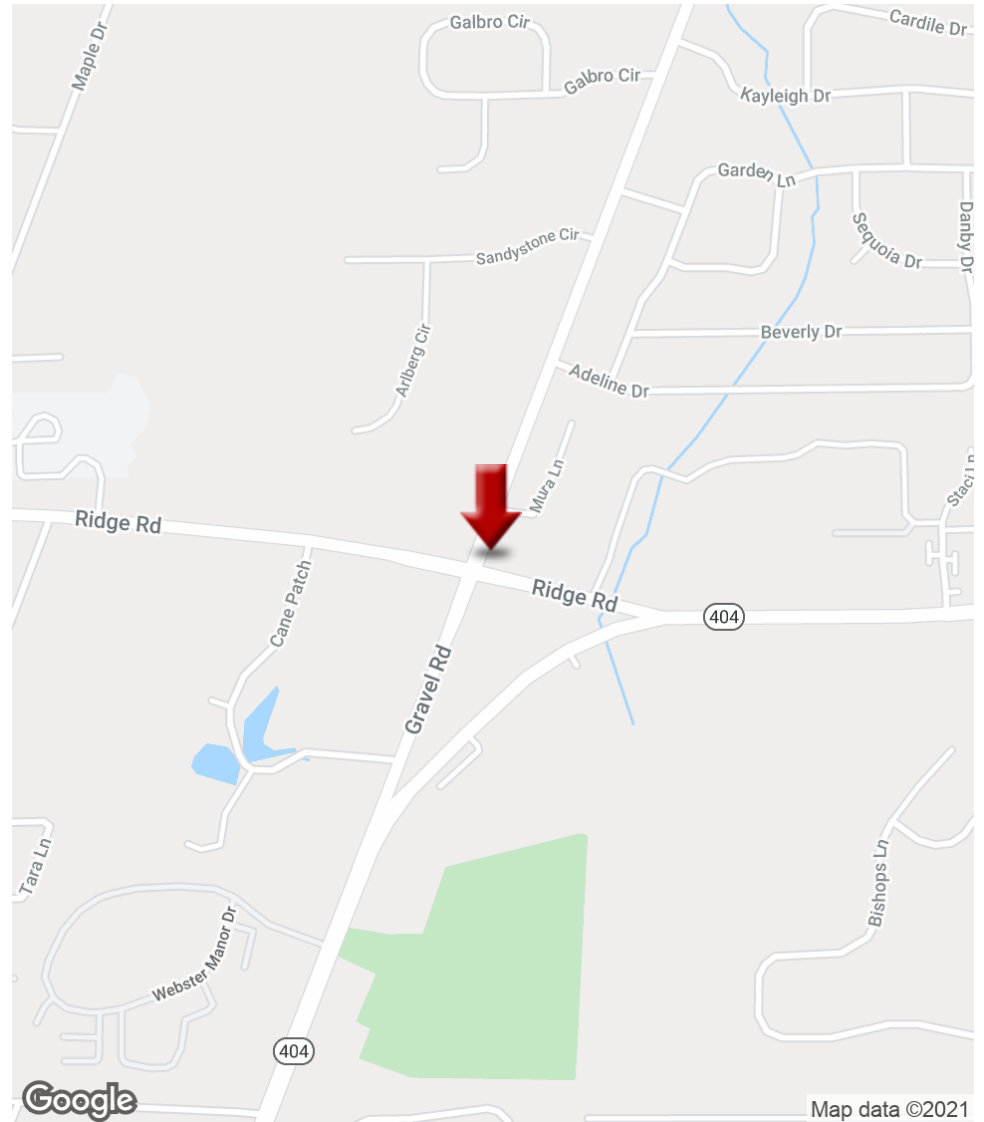 Galbro Cir
Cardile Dr
Maple Dr
Galbro Cir
Kayleigh Dr
Garden Ln
Sandystone Cir
Sequoia Dr
Danby Dr
Beverly Dr
Arlberg Cir
Adeline Dr
Mura Ln
Staci Ln
Ridge Rd
Cane Patch
Ridge Rd
404
Gravel Rd
Tara Ln
Bishops Ln
Webster Manor Dr
404
Google
Map data ©2021